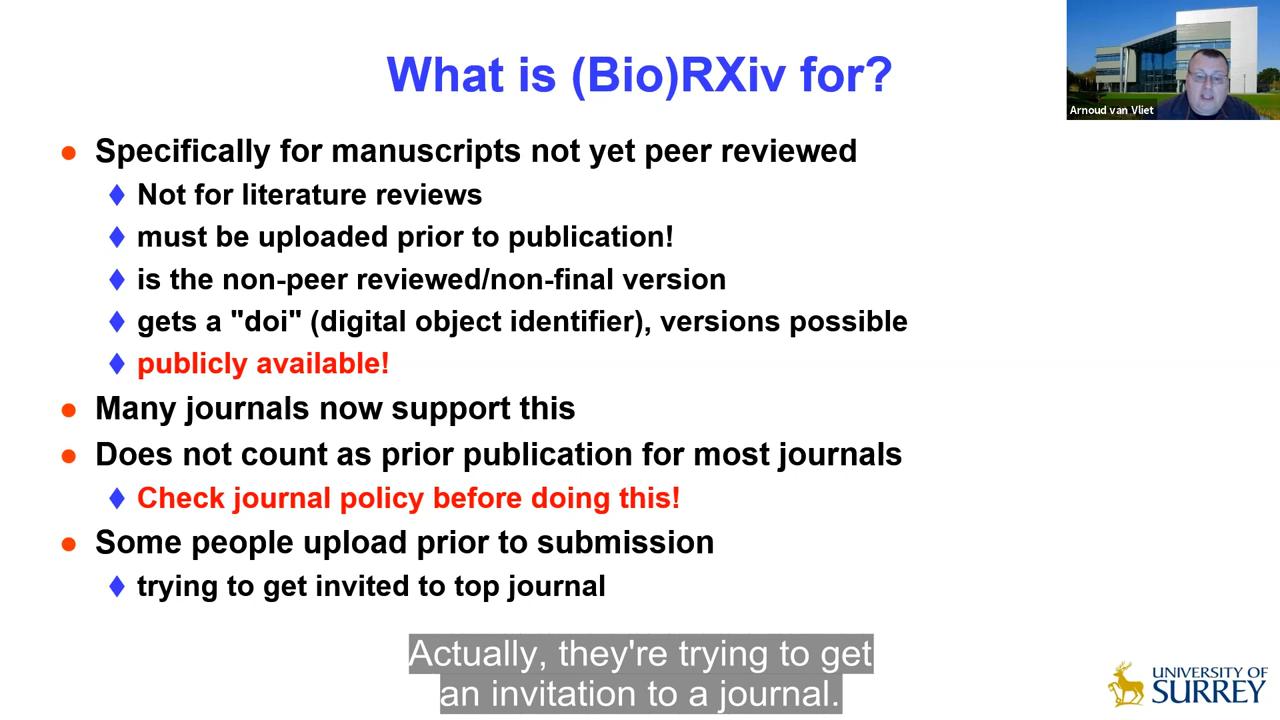 What is (Bio)RXiv for?
Arnoud van Vliet
Specifically for manuscripts not yet peer reviewed
Not for literature reviews
must be uploaded prior to publication!
is the non-peer reviewed/non-final version
gets a "doi" (digital object identifier), versions possible
publicly available!
Many journals now support this
Does not count as prior publication for most journals
Check journal policy before doing this!
Some people upload prior to submission
trying to get invited to top journal
Actually, they're trying to get
an invitation to a journal.
UNIVERSITY OF
SURREY